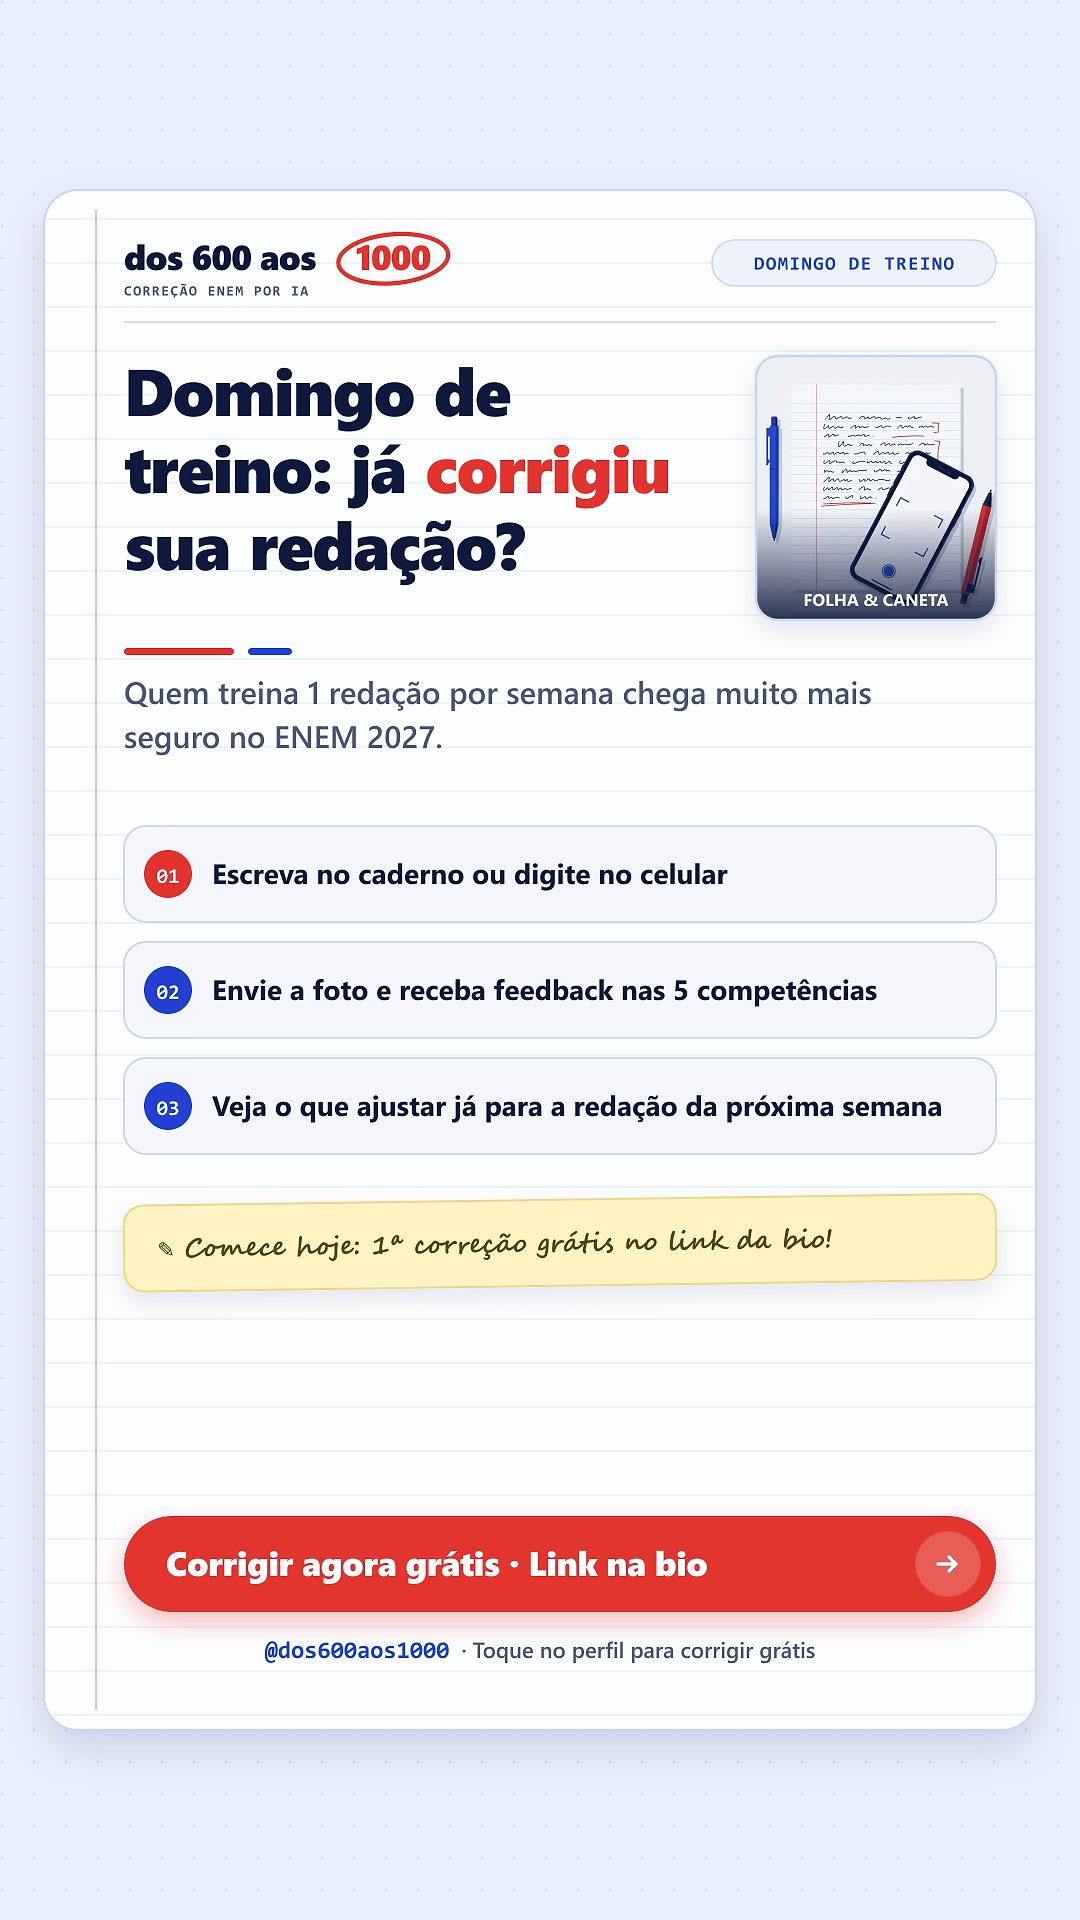 dos 600 aos 1000
CORREÇÃO ENEM POR IA
DOMINGO DE TREINO
Domingo de
treino: já corrigiu
sua redação?
FOLHA & CANETA
Quem treina 1 redação por semana chega muito mais
seguro no ENEM 2027.
01 Escreva no caderno ou digite no celular
02 Envie a foto e receba feedback nas 5 competências
03 Veja o que ajustar já para a redação da próxima semana
✎ Comece hoje: 1ª correção grátis no link da bio!
Corrigir agora grátis · Link na bio →
@dos600aos1000 · Toque no perfil para corrigir grátis